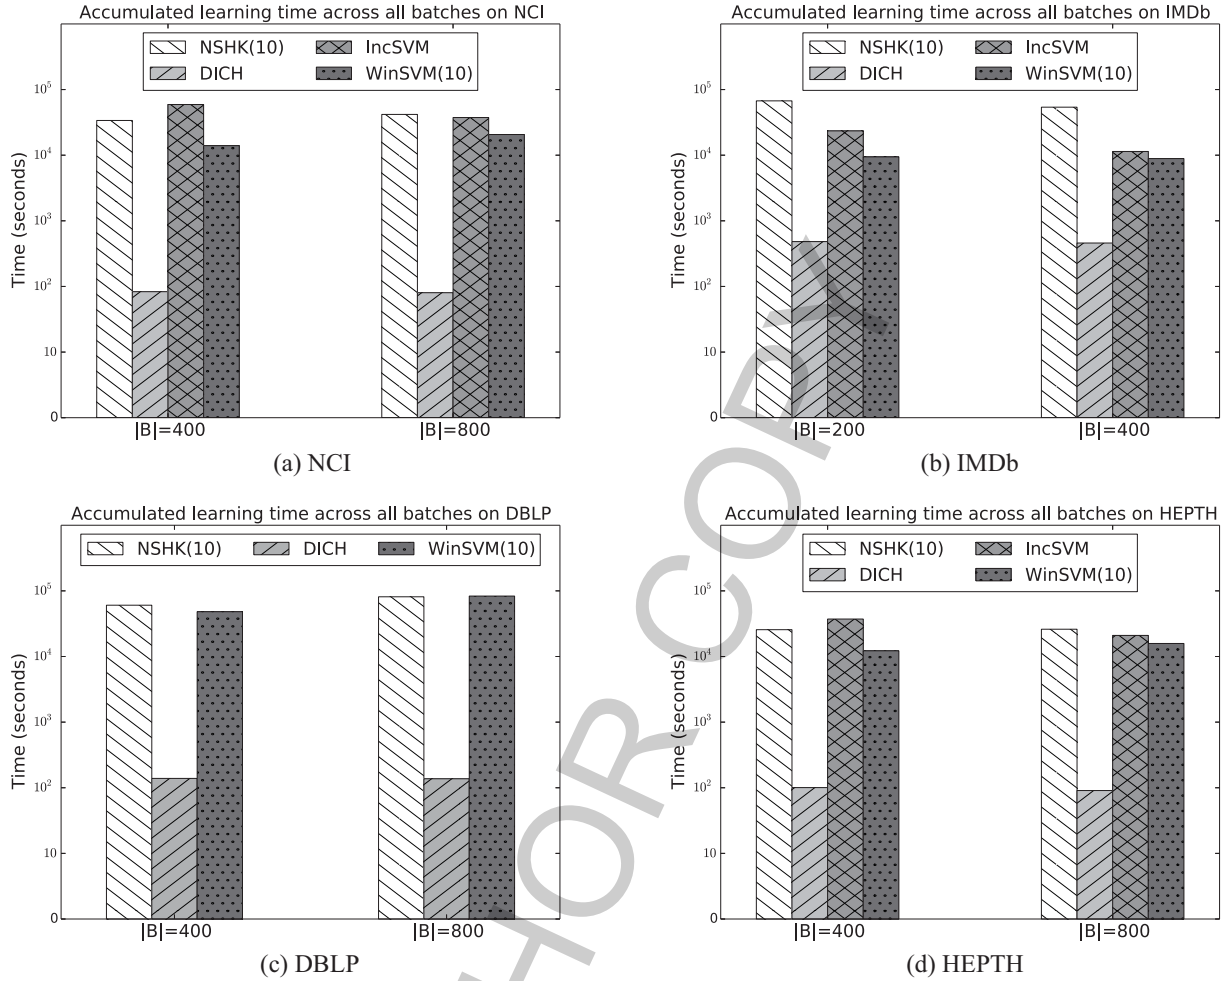 Accumulated learning time across all batches on NCI
NSHK(10) IncSVM
DICH WinSVM(10)
10^5
10^4
10^3
10^2
10
0
Time (seconds)
|B|=400 |B|=800
(a) NCI
Accumulated learning time across all batches on IMDb
NSHK(10) IncSVM
DICH WinSVM(10)
10^5
10^4
10^3
10^2
10
0
Time (seconds)
|B|=200 |B|=400
(b) IMDb
Accumulated learning time across all batches on DBLP
NSHK(10) DICH WinSVM(10)
10^5
10^4
10^3
10^2
10
0
Time (seconds)
|B|=400 |B|=800
(c) DBLP
Accumulated learning time across all batches on HEPTH
NSHK(10) IncSVM
DICH WinSVM(10)
10^5
10^4
10^3
10^2
10
0
Time (seconds)
|B|=400 |B|=800
(d) HEPTH
HOR COPY